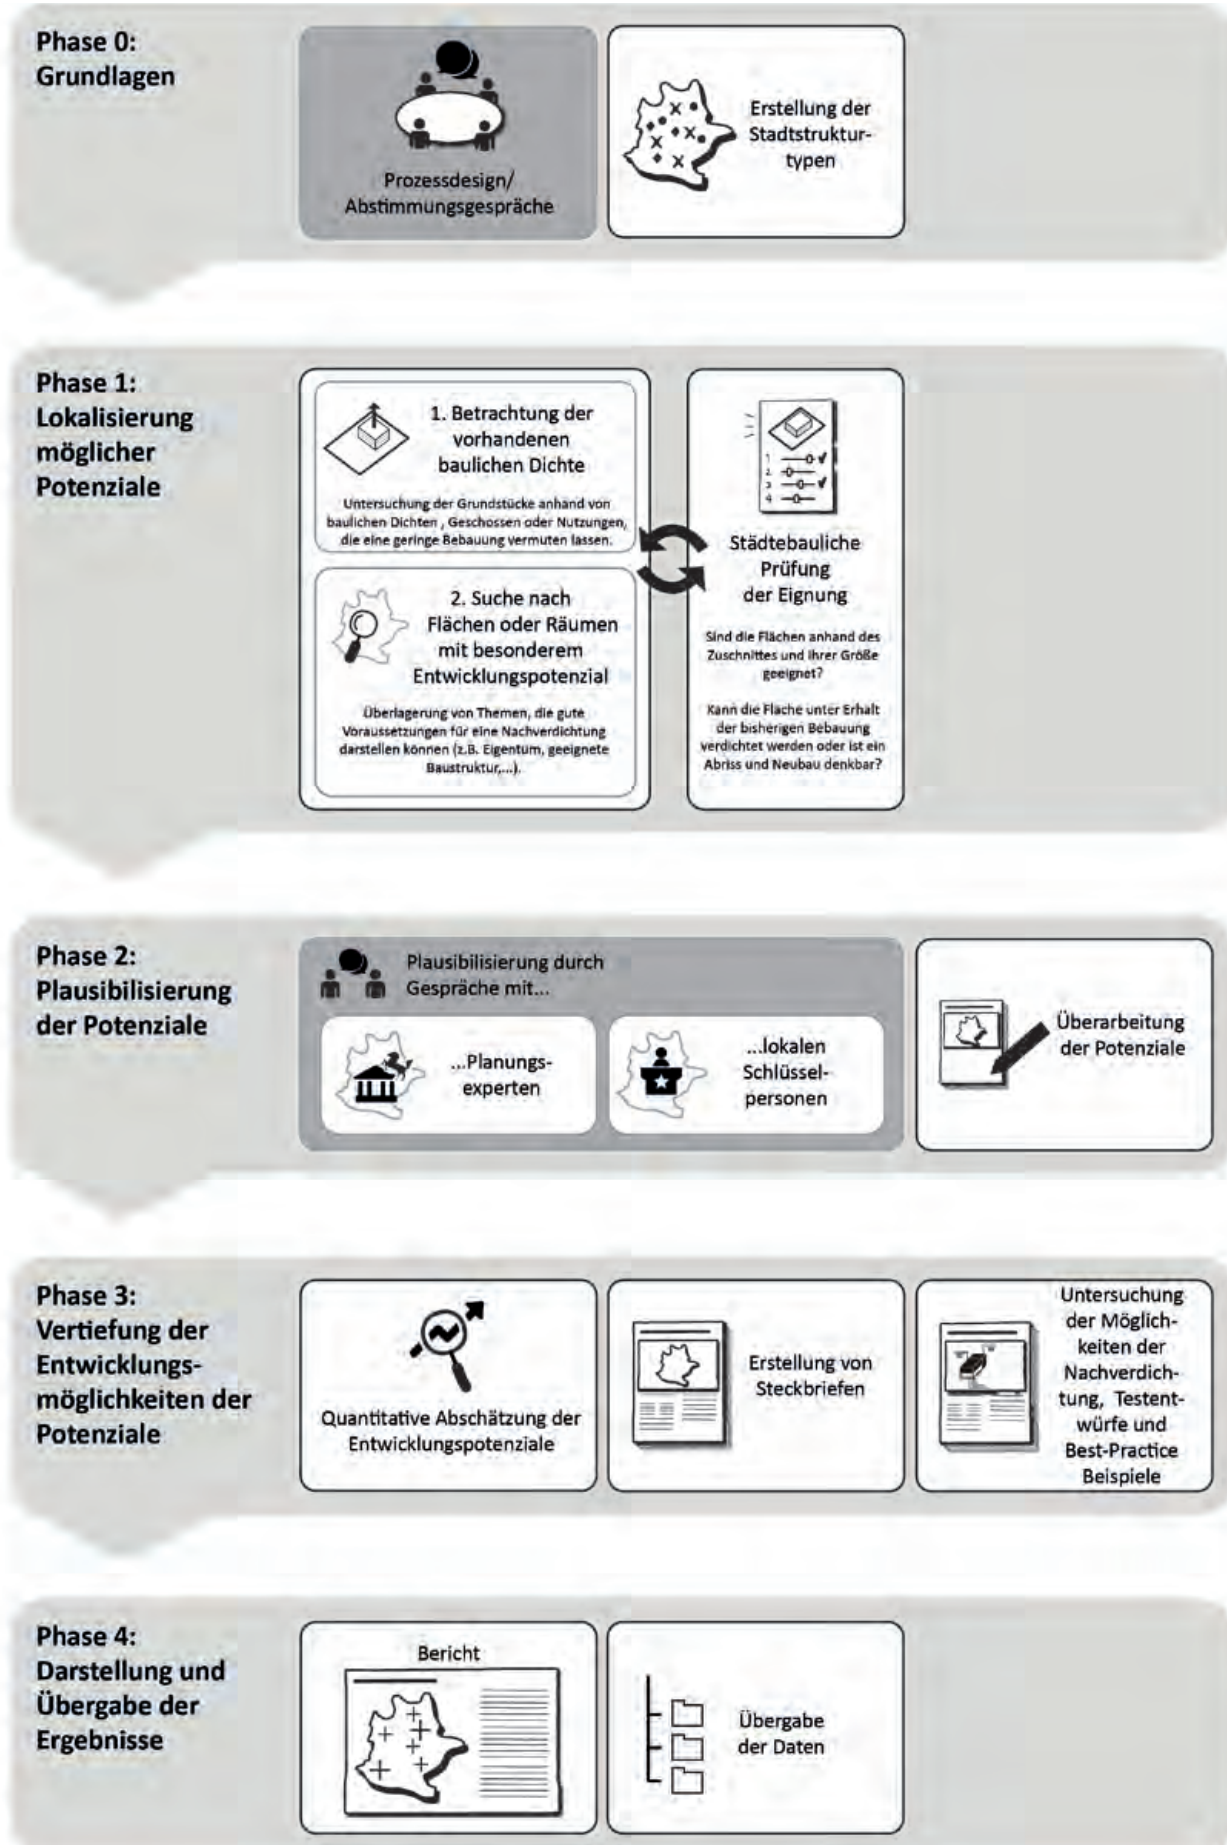 Phase 0:
Grundlagen
Prozessdesign/
Abstimmungsgespräche
Erstellung der
Stadtstruktur-
typen
Phase 1:
Lokalisierung
möglicher
Potenziale
1. Betrachtung der
vorhandenen
baulichen Dichte
Untersuchung der Grundstücke anhand von
baulichen Dichten , Geschossen oder Nutzungen,
die eine geringe Bebauung vermuten lassen.
2. Suche nach
Flächen oder Räumen
mit besonderem
Entwicklungspotenzial
Überlagerung von Themen, die gute
Voraussetzungen für eine Nachverdichtung
darstellen können (z.B. Eigentum, geeignete
Baustruktur,...).
1
2
3
4
Städtebauliche
Prüfung
der Eignung
Sind die Flächen anhand des
Zuschnittes und ihrer Größe
geeignet?
Kann die Fläche unter Erhalt
der bisherigen Bebauung
verdichtet werden oder ist ein
Abriss und Neubau denkbar?
Phase 2:
Plausibilisierung
der Potenziale
Plausibilisierung durch
Gespräche mit...
...Planungs-
experten
...lokalen
Schlüssel-
personen
Überarbeitung
der Potenziale
Phase 3:
Vertiefung der
Entwicklungs-
möglichkeiten der
Potenziale
Quantitative Abschätzung der
Entwicklungspotenziale
Erstellung von
Steckbriefen
Untersuchung
der Möglich-
keiten der
Nachverdich-
tung, Testent-
würfe und
Best-Practice
Beispiele
Phase 4:
Darstellung und
Übergabe der
Ergebnisse
Bericht
Übergabe
der Daten